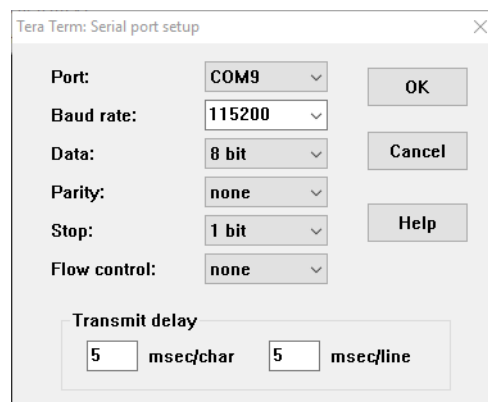 Tera Term: Serial port setup
Port: COM9
OK
Baud rate: 115200
Data: 8 bit
Cancel
Parity: none
Stop: 1 bit
Help
Flow control: none
Transmit delay
5 msec/char 5 msec/line